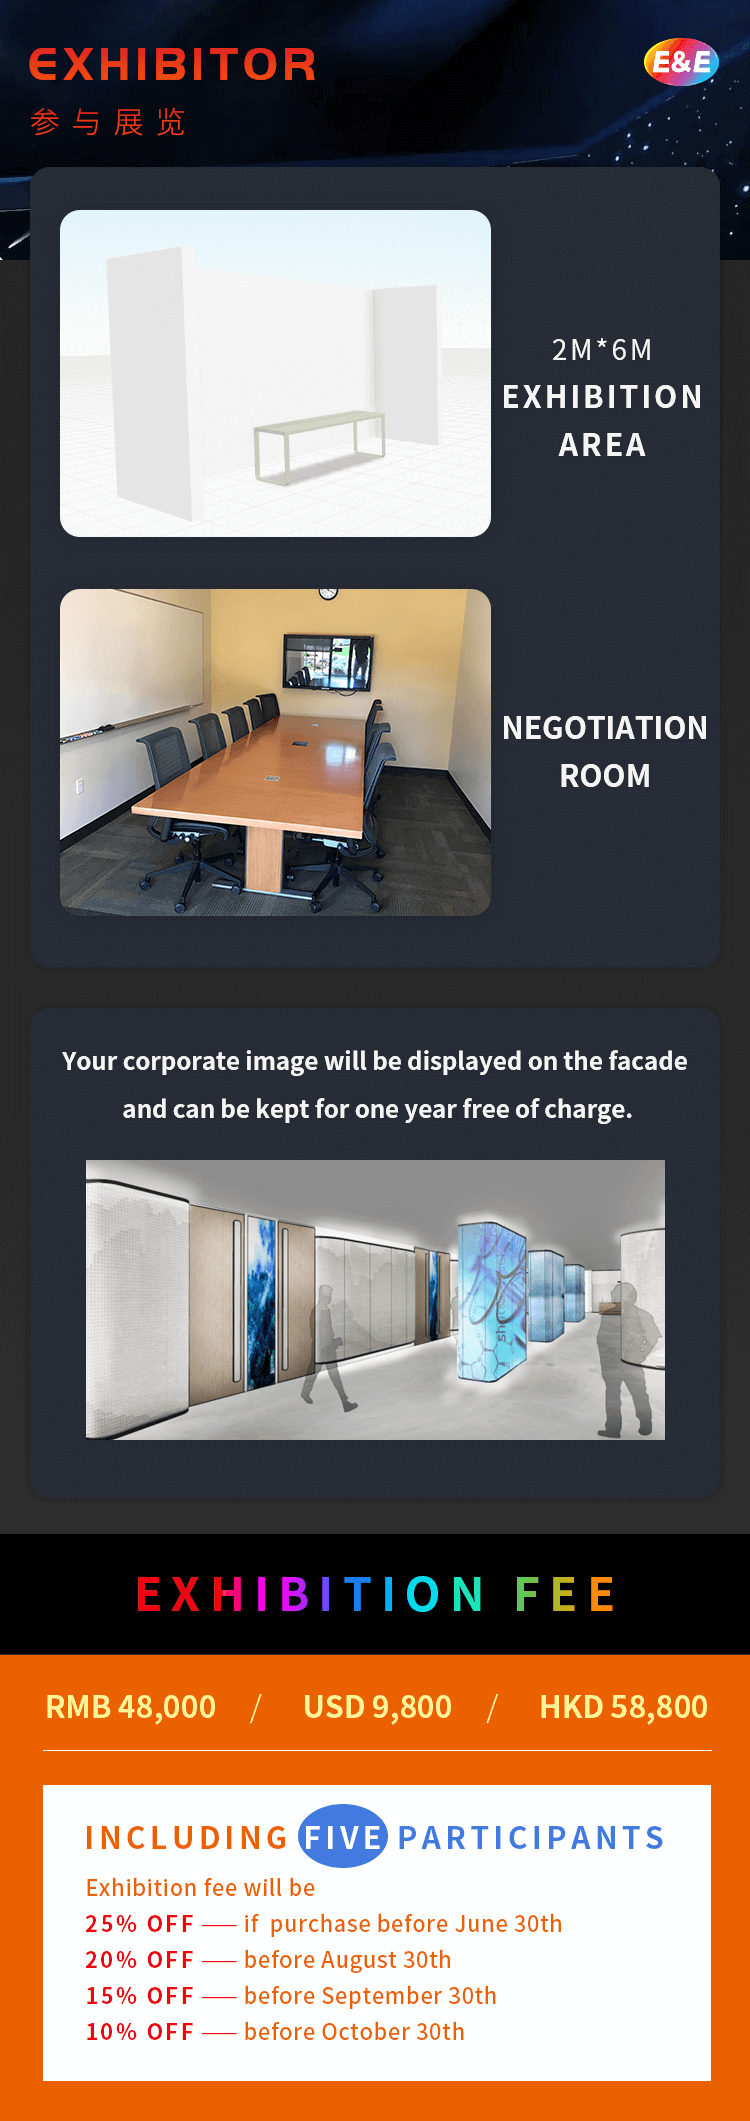 EXHIBITOR
E&E
参与展览
2M*6M
EXHIBITION
AREA
NEGOTIATION
ROOM
Your corporate image will be displayed on the facade
and can be kept for one year free of charge.
EXHIBITION FEE
RMB 48,000 / USD 9,800 / HKD 58,800
INCLUDING FIVE PARTICIPANTS
Exhibition fee will be
25% OFF —— if purchase before June 30th
20% OFF —— before August 30th
15% OFF —— before September 30th
10% OFF —— before October 30th